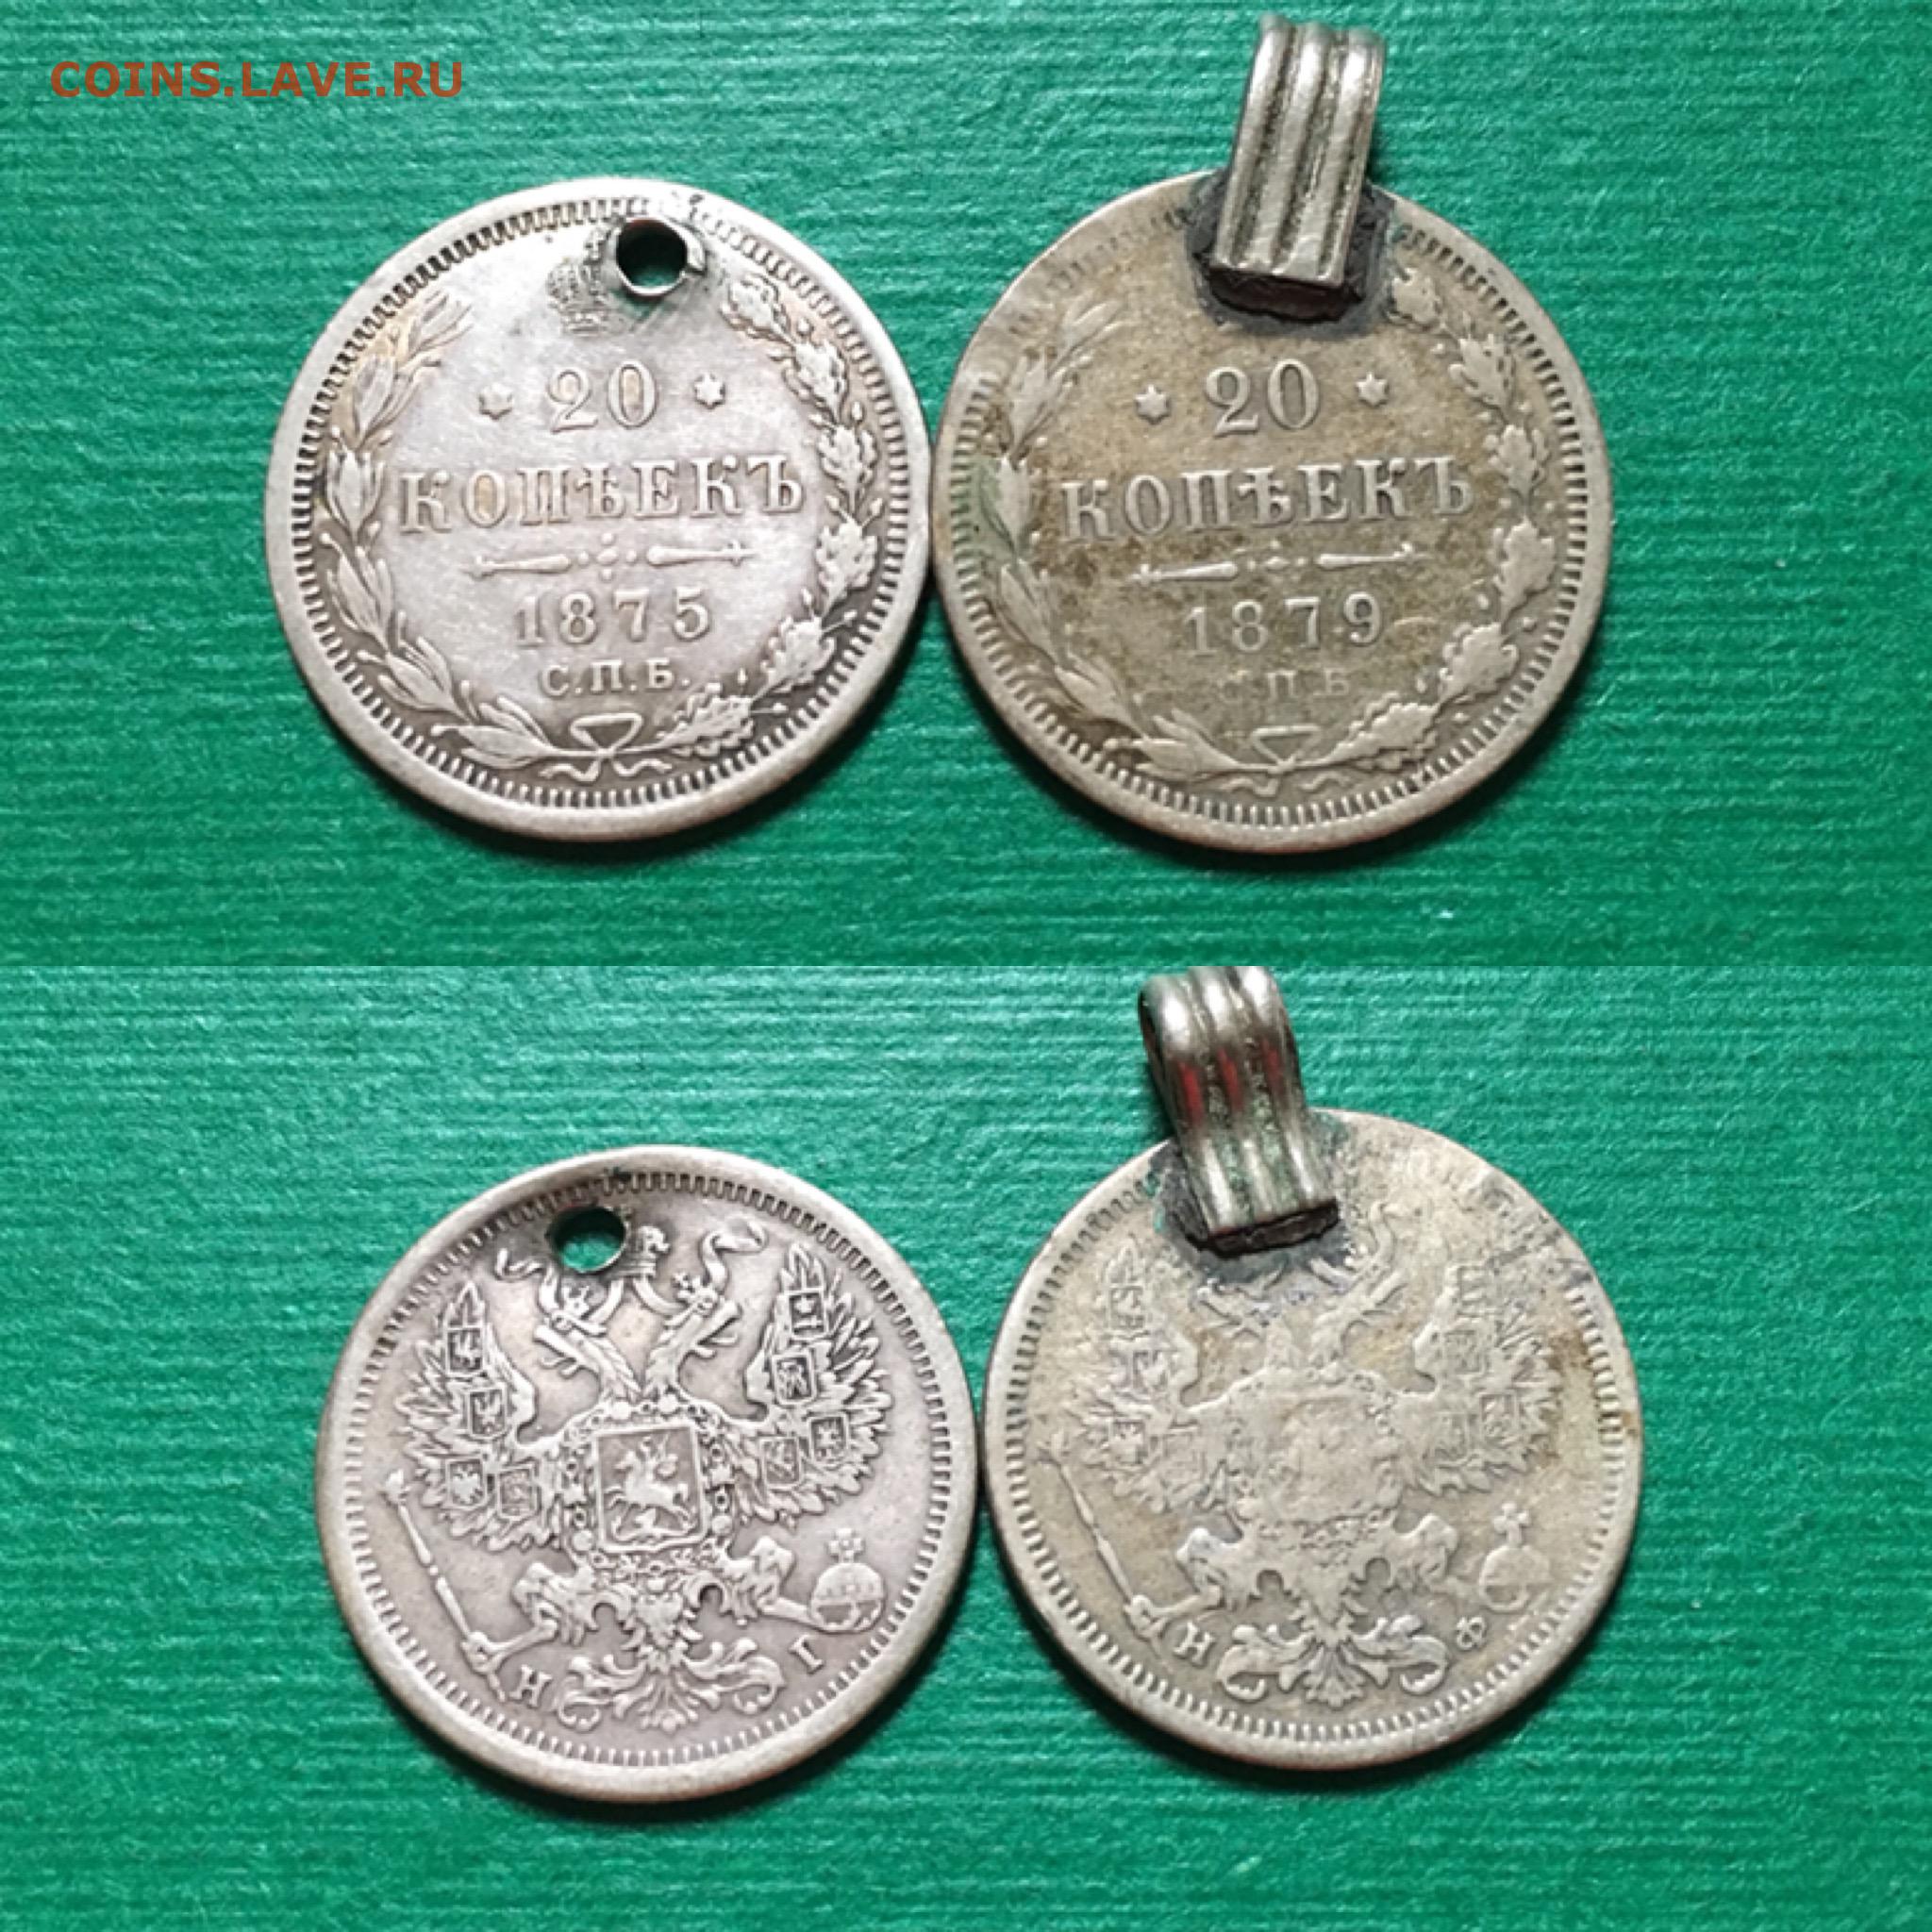 COINS.LAVE.RU
* 20 *
КОПѢЕКЪ
1875
С.П.Б.
* 20 *
КОПѢЕКЪ
1879
С.П.Б
Н I
Н Ф